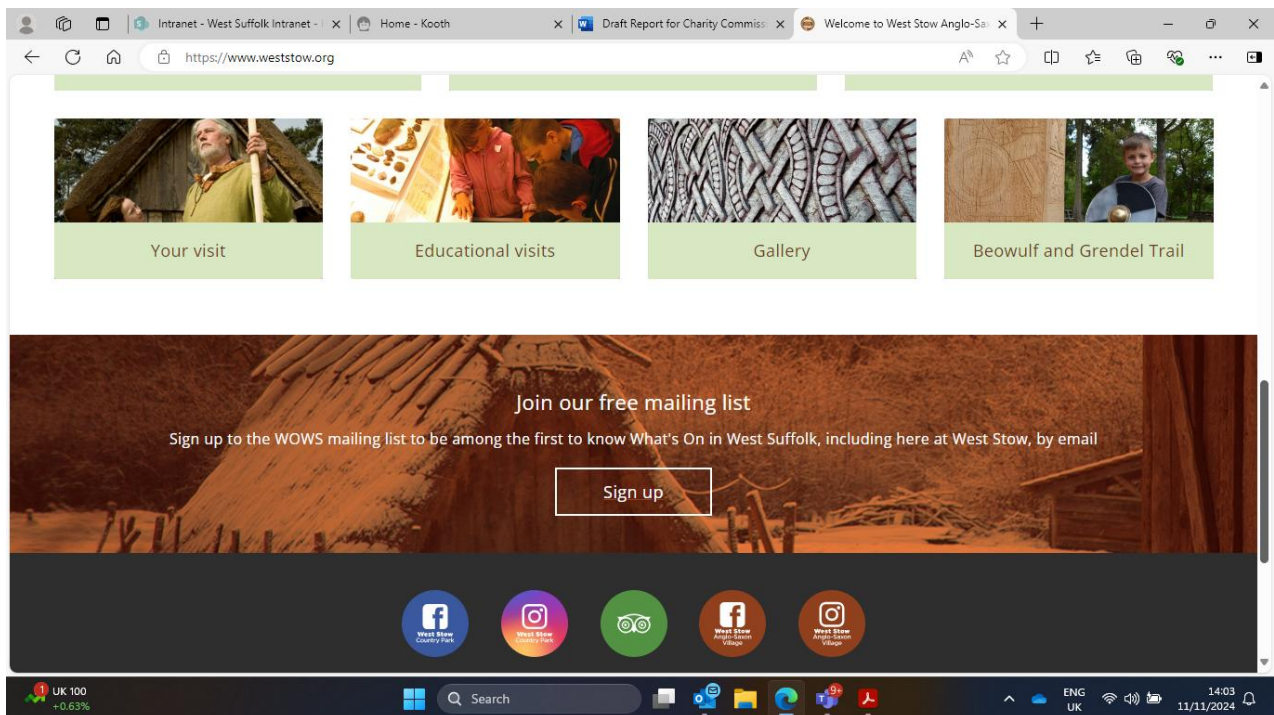 Intranet - West Suffolk Intranet -
Home - Kooth
Draft Report for Charity Commiss
Welcome to West Stow Anglo-Sax
https://www.weststow.org
Your visit
Educational visits
Gallery
Beowulf and Grendel Trail
Join our free mailing list
Sign up to the WOWS mailing list to be among the first to know What's On in West Suffolk, including here at West Stow, by email
Sign up
West Stow
Country Park
West Stow
Country Park
West Stow
Anglo-Saxon
Village
West Stow
Anglo-Saxon
Village
1
UK 100
+0.63%
Search
9+
ENG
UK
14:03
11/11/2024